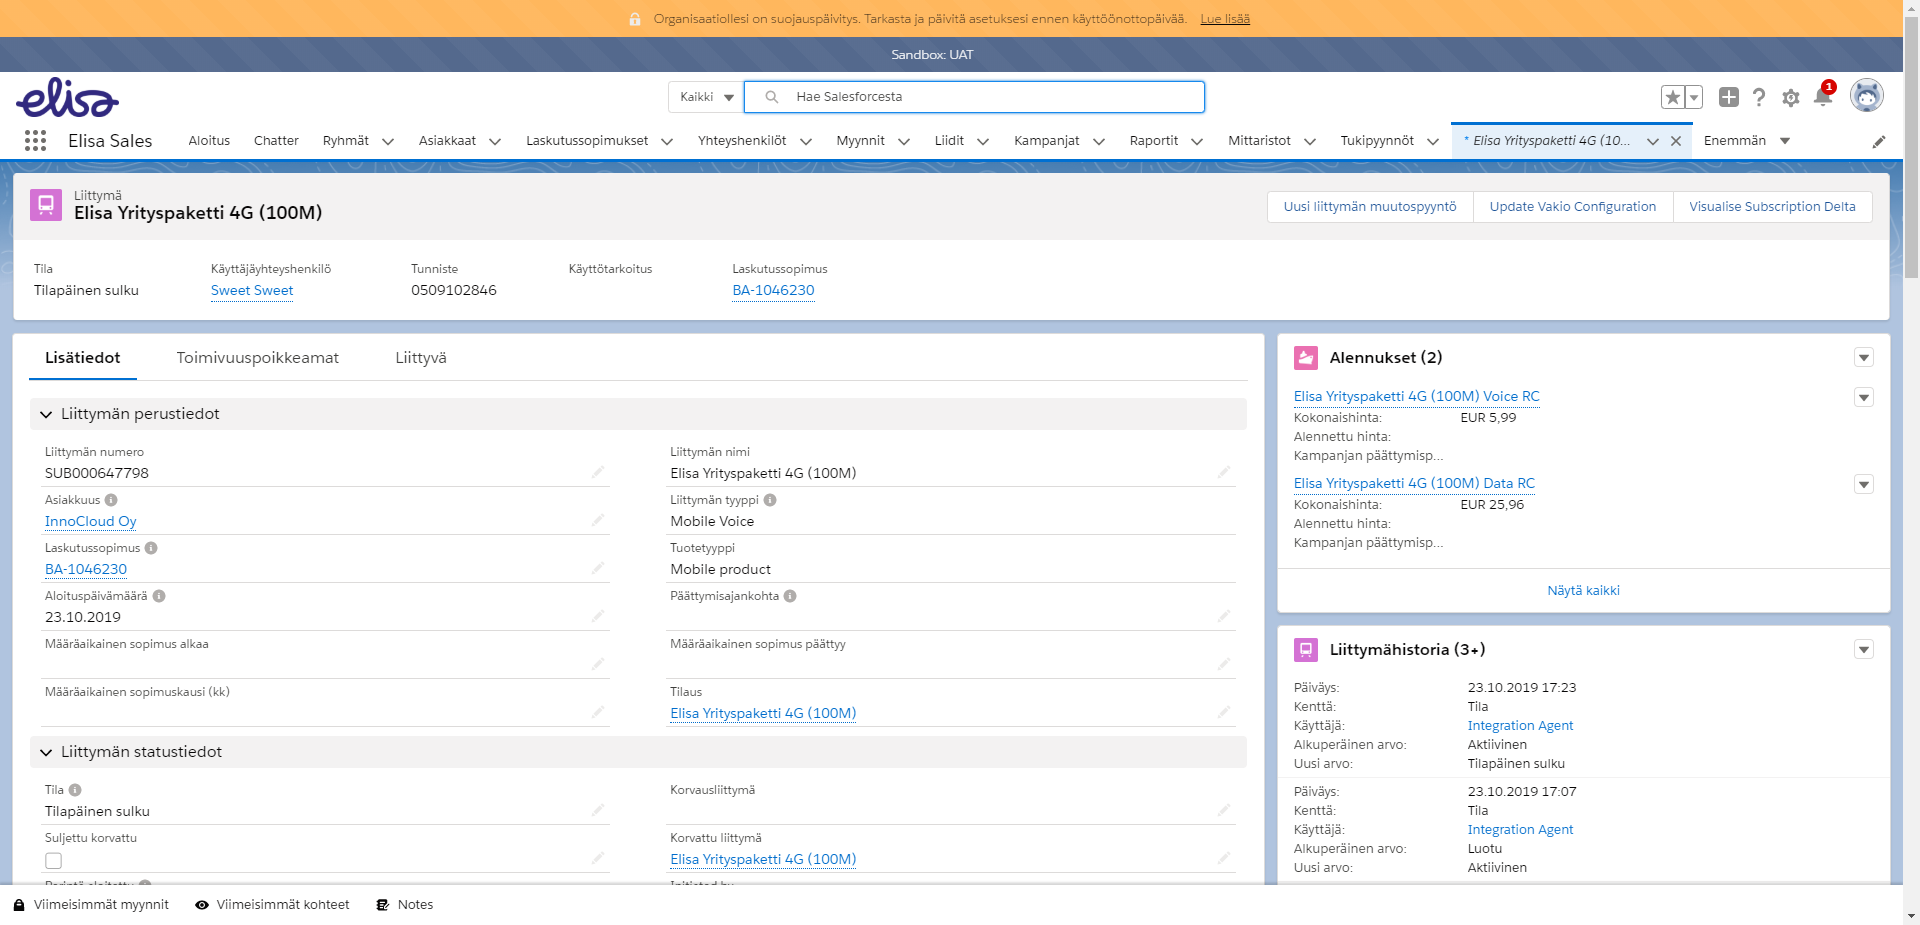 Organisaatiollesi on suojauspäivitys. Tarkasta ja päivitä asetuksesi ennen käyttöönottopäivää. Lue lisää
Sandbox: UAT
elisa
Kaikki
Hae Salesforcesta
1
Elisa Sales
Aloitus
Chatter
Ryhmät
Asiakkaat
Laskutussopimukset
Yhteyshenkilöt
Myynnit
Liidit
Kampanjat
Raportit
Mittaristot
Tukipyynnöt
* Elisa Yrityspaketti 4G (10...
Enemmän
Liittymä
Elisa Yrityspaketti 4G (100M)
Uusi liittymän muutospyyntö
Update Vakio Configuration
Visualise Subscription Delta
Tila
Tilapäinen sulku
Käyttäjäyhteyshenkilö
Sweet Sweet
Tunniste
0509102846
Käyttötarkoitus
Laskutussopimus
BA-1046230
Lisätiedot
Toimivuuspoikkeamat
Liittyvä
Liittymän perustiedot
Liittymän numero
SUB000647798
Liittymän nimi
Elisa Yrityspaketti 4G (100M)
Asiakkuus
InnoCloud Oy
Liittymän tyyppi
Mobile Voice
Laskutussopimus
BA-1046230
Tuotetyyppi
Mobile product
Aloituspäivämäärä
23.10.2019
Päättymisajankohta
Määräaikainen sopimus alkaa
Määräaikainen sopimus päättyy
Määräaikainen sopimuskausi (kk)
Tilaus
Elisa Yrityspaketti 4G (100M)
Liittymän statustiedot
Tila
Tilapäinen sulku
Korvausliittymä
Suljettu korvattu
Korvattu liittymä
Elisa Yrityspaketti 4G (100M)
Alennukset (2)
Elisa Yrityspaketti 4G (100M) Voice RC
Kokonaishinta: EUR 5,99
Alennettu hinta:
Kampanjan päättymisp...
Elisa Yrityspaketti 4G (100M) Data RC
Kokonaishinta: EUR 25,96
Alennettu hinta:
Kampanjan päättymisp...
Näytä kaikki
Liittymähistoria (3+)
Päiväys: 23.10.2019 17:23
Kenttä: Tila
Käyttäjä: Integration Agent
Alkuperäinen arvo: Aktiivinen
Uusi arvo: Tilapäinen sulku
Päiväys: 23.10.2019 17:07
Kenttä: Tila
Käyttäjä: Integration Agent
Alkuperäinen arvo: Luotu
Uusi arvo: Aktiivinen
Viimeisimmät myynnit
Viimeisimmät kohteet
Notes